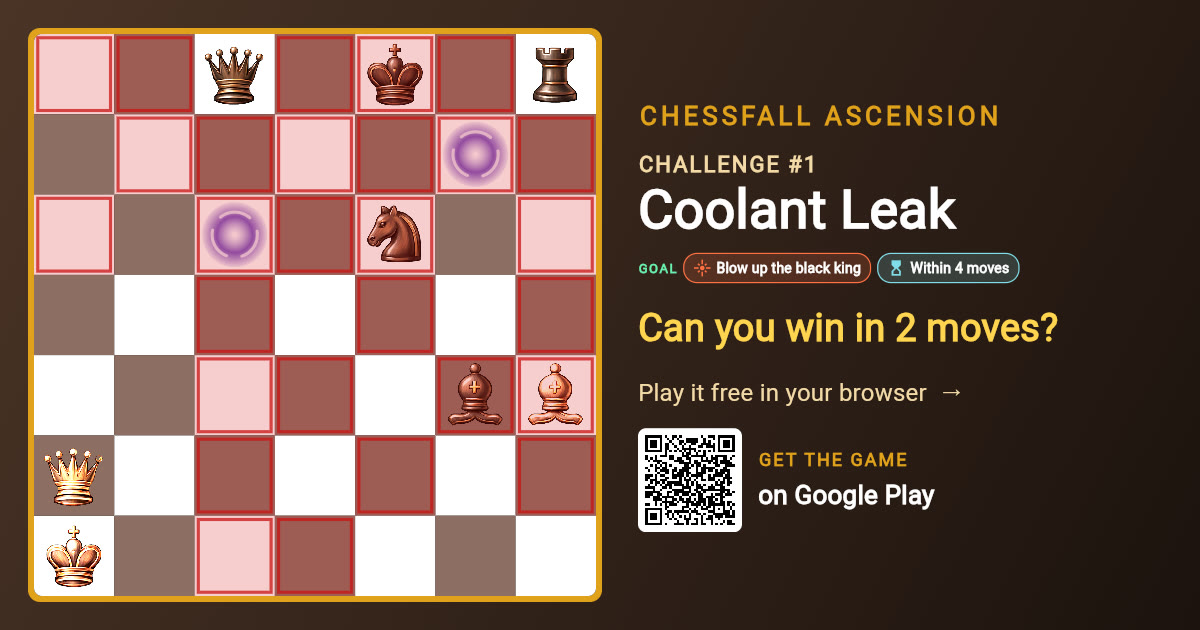 CHESSFALL ASCENSION
CHALLENGE #1
Coolant Leak
GOAL Blow up the black king Within 4 moves
Can you win in 2 moves?
Play it free in your browser →
GET THE GAME
on Google Play